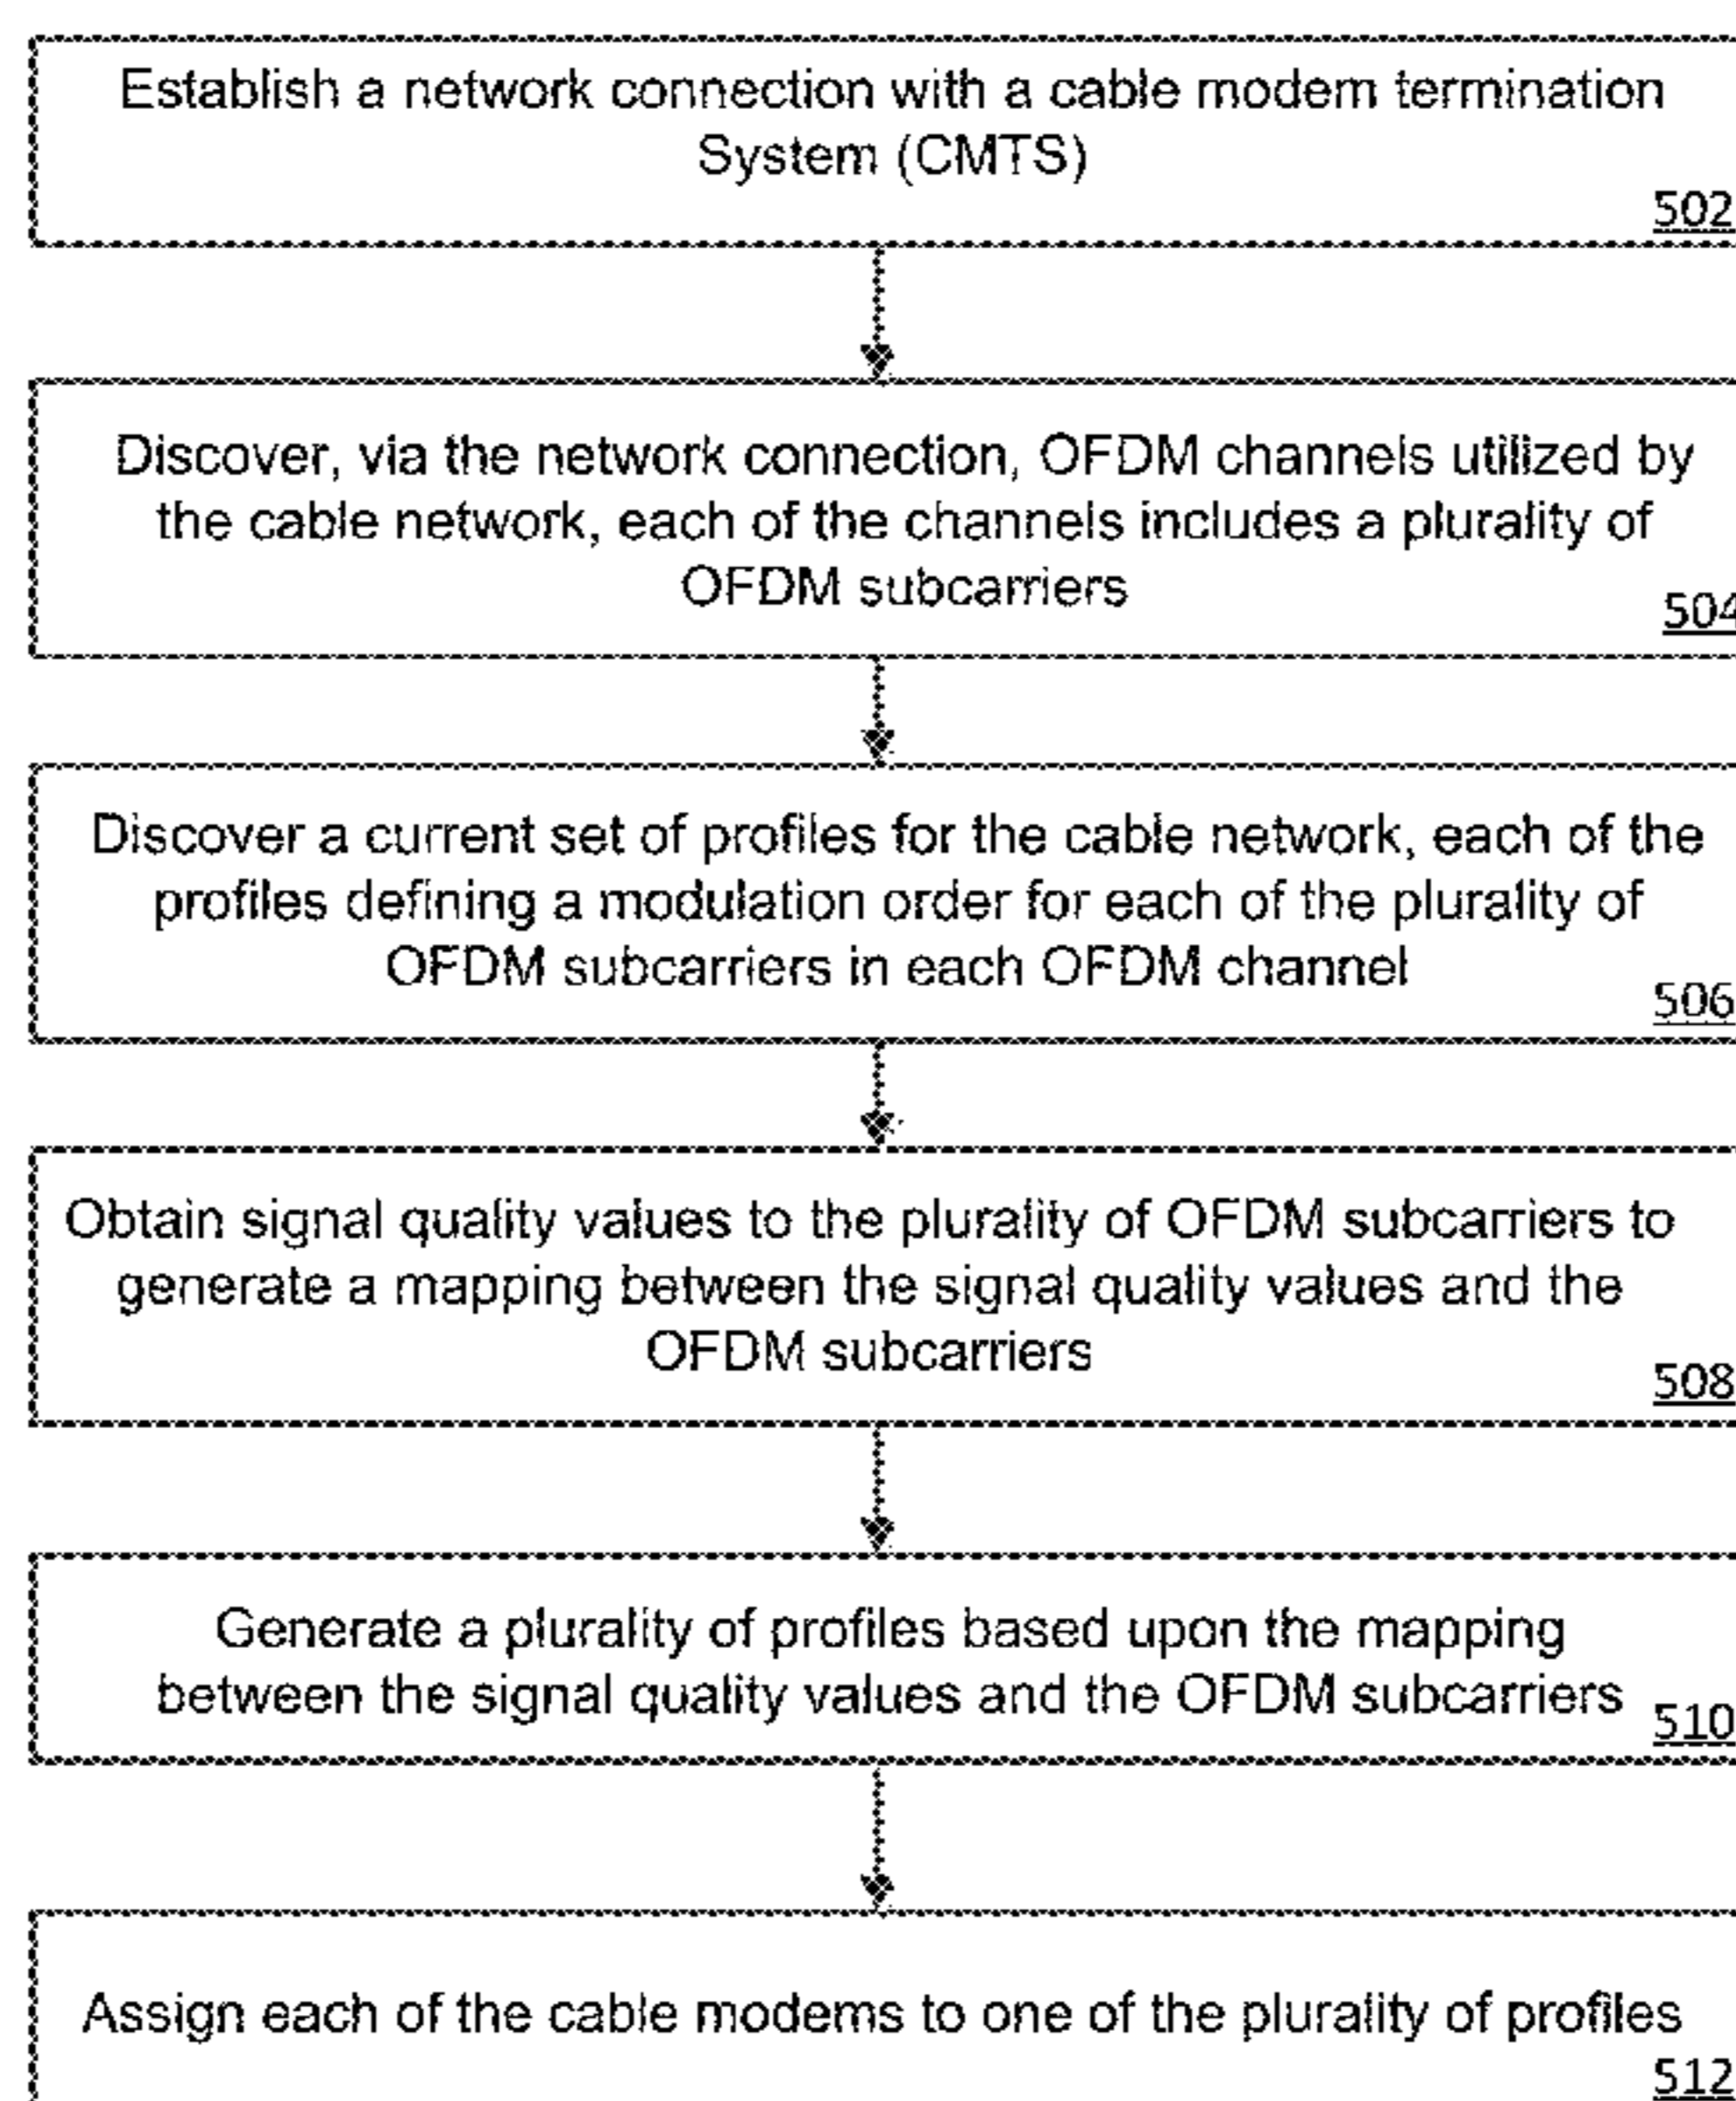 Establish a network connection with a cable modem termination
System (CMTS)
502
Discover, via the network connection, OFDM channels utilized by
the cable network, each of the channels includes a plurality of
OFDM subcarriers
504
Discover a current set of profiles for the cable network, each of the
profiles defining a modulation order for each of the plurality of
OFDM subcarriers in each OFDM channel
506
Obtain signal quality values to the plurality of OFDM subcarriers to
generate a mapping between the signal quality values and the
OFDM subcarriers
508
Generate a plurality of profiles based upon the mapping
between the signal quality values and the OFDM subcarriers
510
Assign each of the cable modems to one of the plurality of profiles
512